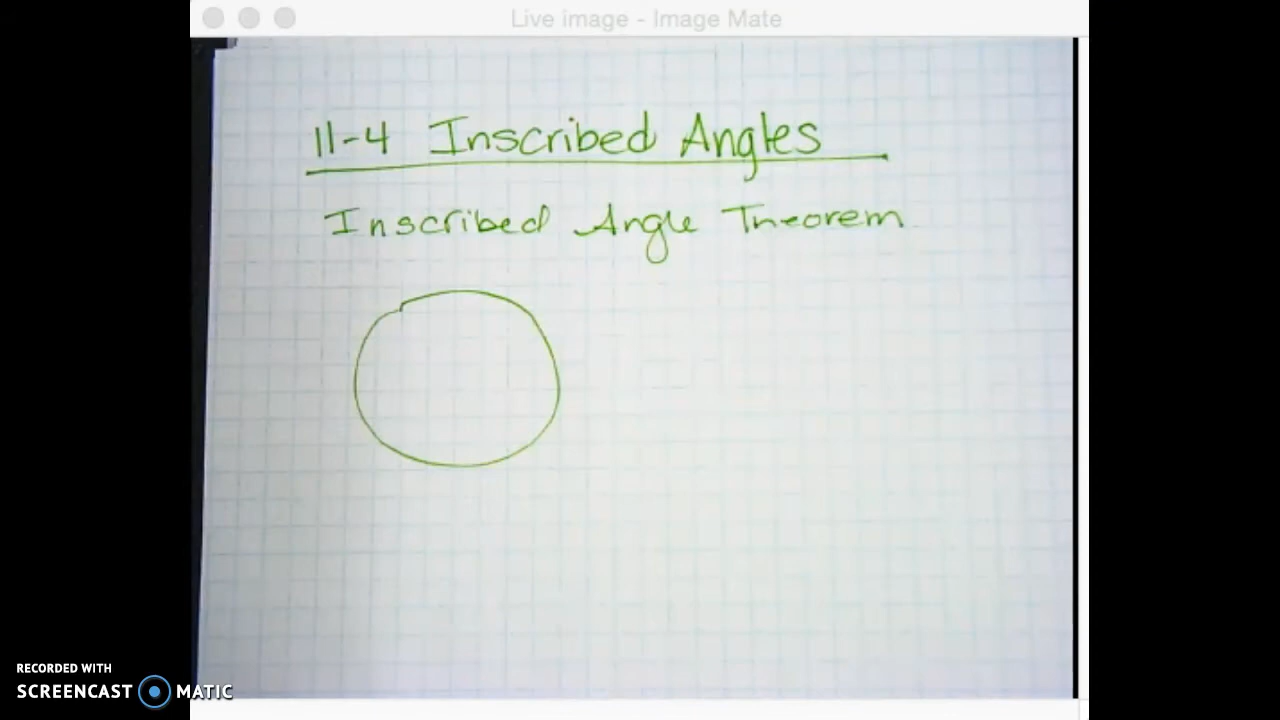 Live image - Image Mate
11-4 Inscribed Angles
Inscribed Angle Theorem
RECORDED WITH
SCREENCAST MATIC